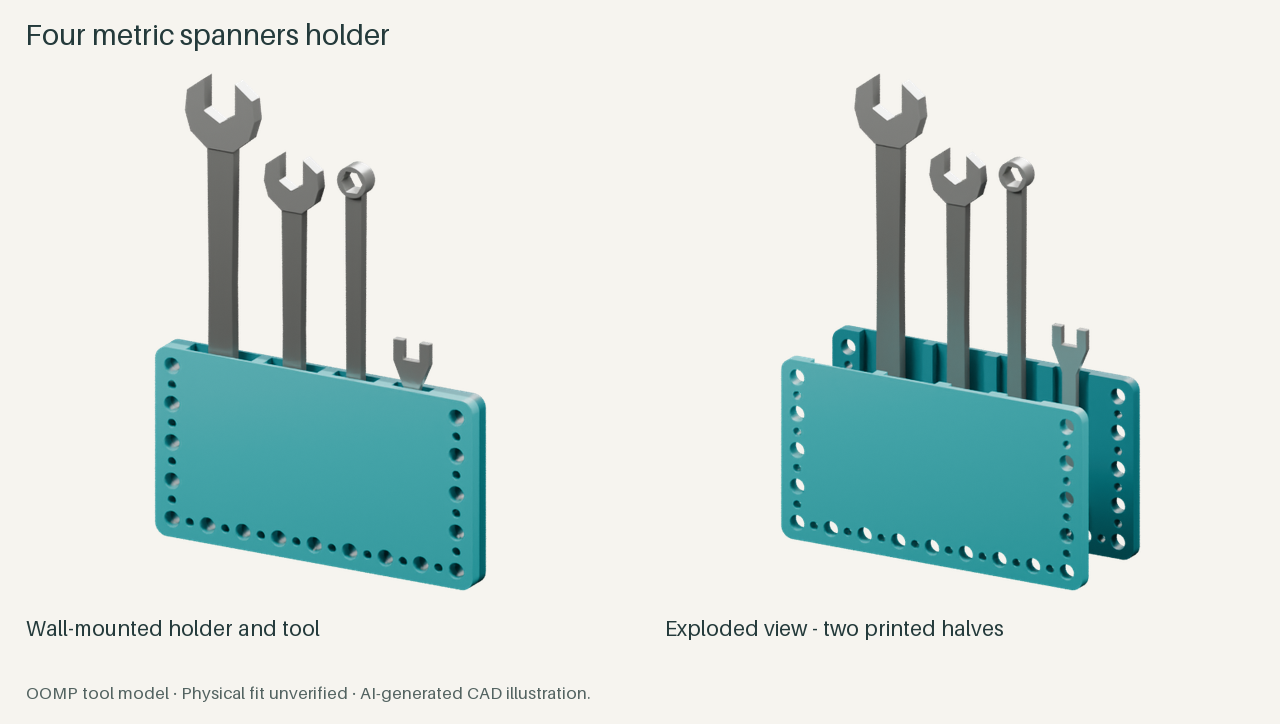 Four metric spanners holder
Wall-mounted holder and tool
Exploded view - two printed halves
OOMP tool model · Physical fit unverified · AI-generated CAD illustration.